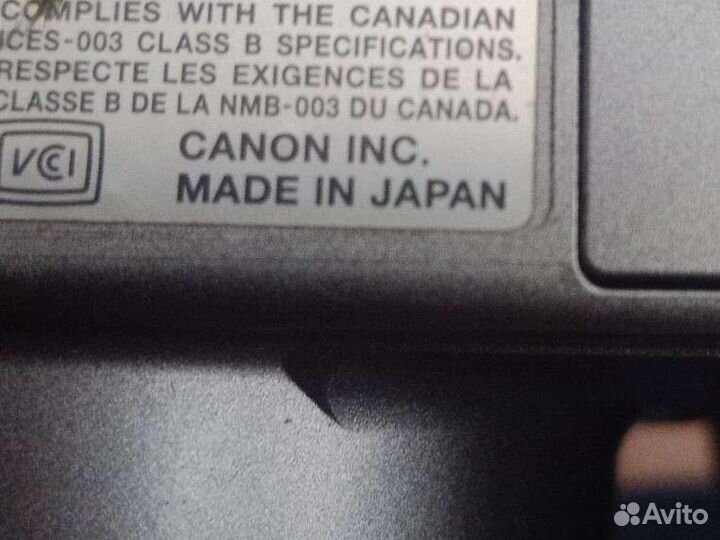 COMPLIES WITH THE CANADIAN
ICES-003 CLASS B SPECIFICATIONS.
RESPECTE LES EXIGENCES DE LA
CLASSE B DE LA NMB-003 DU CANADA.
VCCI
CANON INC.
MADE IN JAPAN
Avito